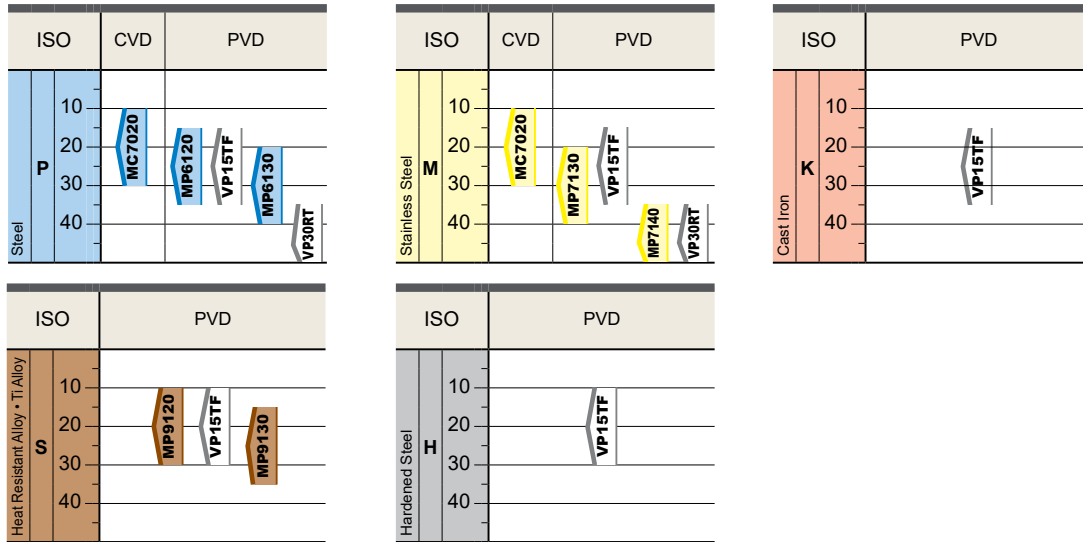 ISO CVD PVD
Steel
P
10
20
30
40
MC7020
MP6120
VP15TF
MP6130
VP30RT
ISO CVD PVD
Stainless Steel
M
10
20
30
40
MC7020
MP7130
VP15TF
MP7140
VP30RT
ISO PVD
Cast Iron
K
10
20
30
40
VP15TF
ISO PVD
Heat Resistant Alloy • Ti Alloy
S
10
20
30
40
MP9120
VP15TF
MP9130
ISO PVD
Hardened Steel
H
10
20
30
40
VP15TF